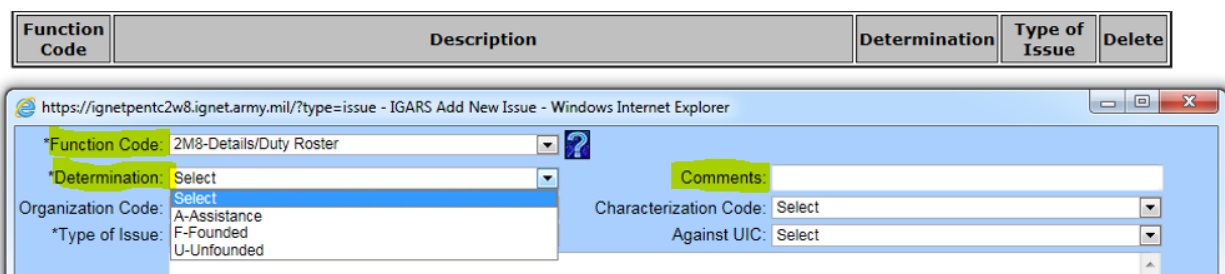 Function Code Description Determination Type of Issue Delete
https://ignetpentc2w8.ignet.army.mil/?type=issue - IGARS Add New Issue - Windows Internet Explorer
*Function Code: 2M8-Details/Duty Roster ?
*Determination: Select Comments:
Select
Organization Code: A-Assistance Characterization Code: Select
*Type of Issue: F-Founded Against UIC: Select
U-Unfounded